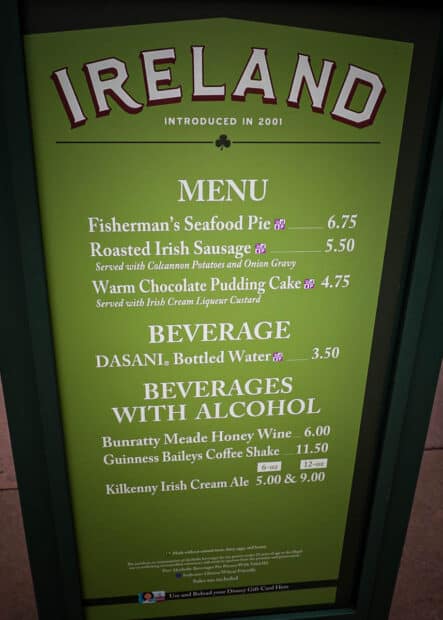 IRELAND
INTRODUCED IN 2001
MENU
Fisherman's Seafood Pie 6.75
Roasted Irish Sausage 5.50
Served with Colcannon Potatoes and Onion Gravy
Warm Chocolate Pudding Cake 4.75
Served with Irish Cream Liqueur Custard
BEVERAGE
DASANI® Bottled Water 3.50
BEVERAGES
WITH ALCOHOL
Bunratty Meade Honey Wine 6.00
Guinness Baileys Coffee Shake 11.50
6-oz 12-oz
Kilkenny Irish Cream Ale 5.00 & 9.00
Sales tax included
Use and Reload your Disney Gift Card Here